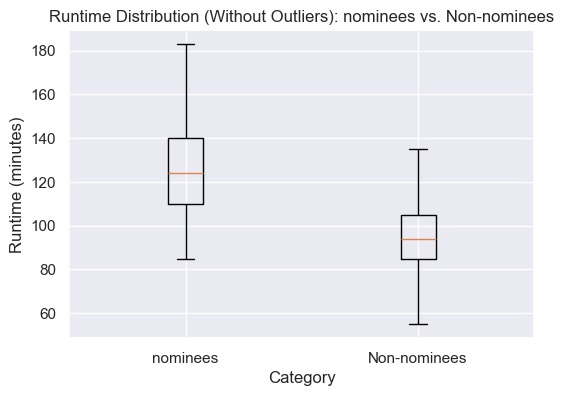 Runtime Distribution (Without Outliers): nominees vs. Non-nominees
180
160
140
120
100
80
60
Runtime (minutes)
nominees
Non-nominees
Category